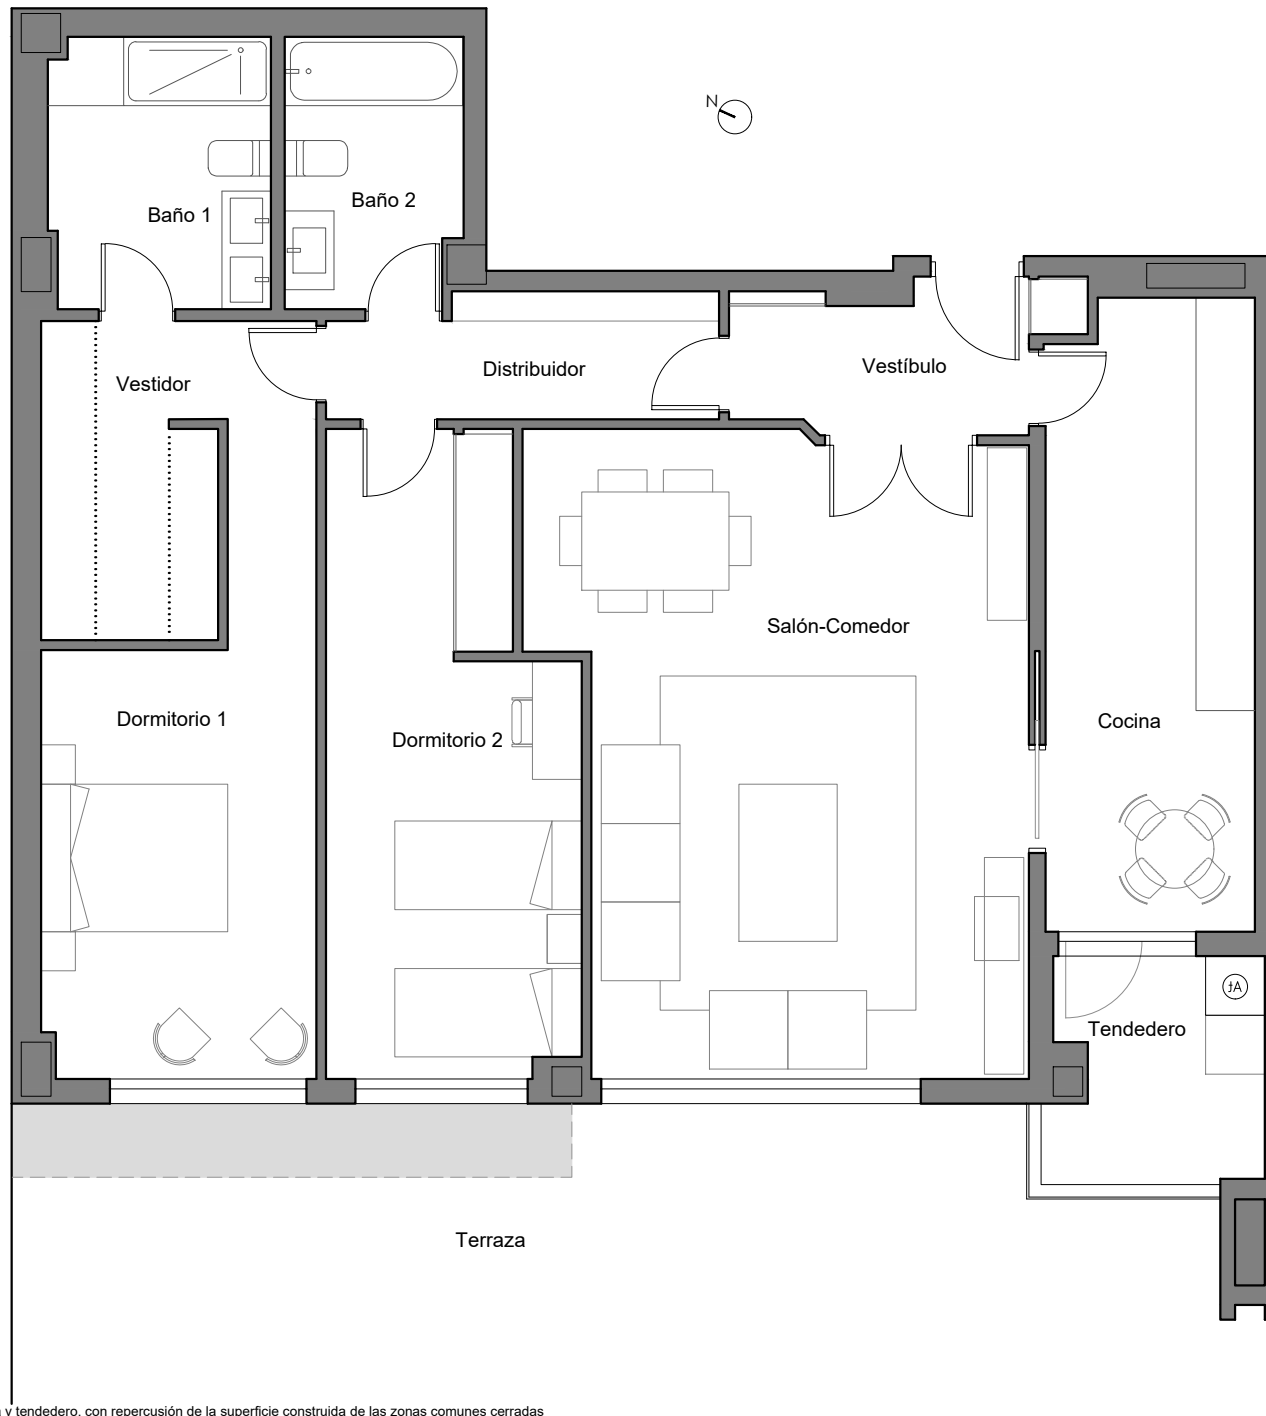 N
Baño 1
Baño 2
Vestidor
Distribuidor
Vestíbulo
Salón-Comedor
Dormitorio 1
Dormitorio 2
Cocina
Tendedero
Terraza
y tendedero, con repercusión de la superficie construida de las zonas comunes cerradas